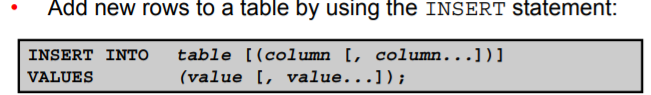 • Add new rows to a table by using the INSERT statement:
INSERT INTO table [(column [, column...])]
VALUES (value [, value...]);